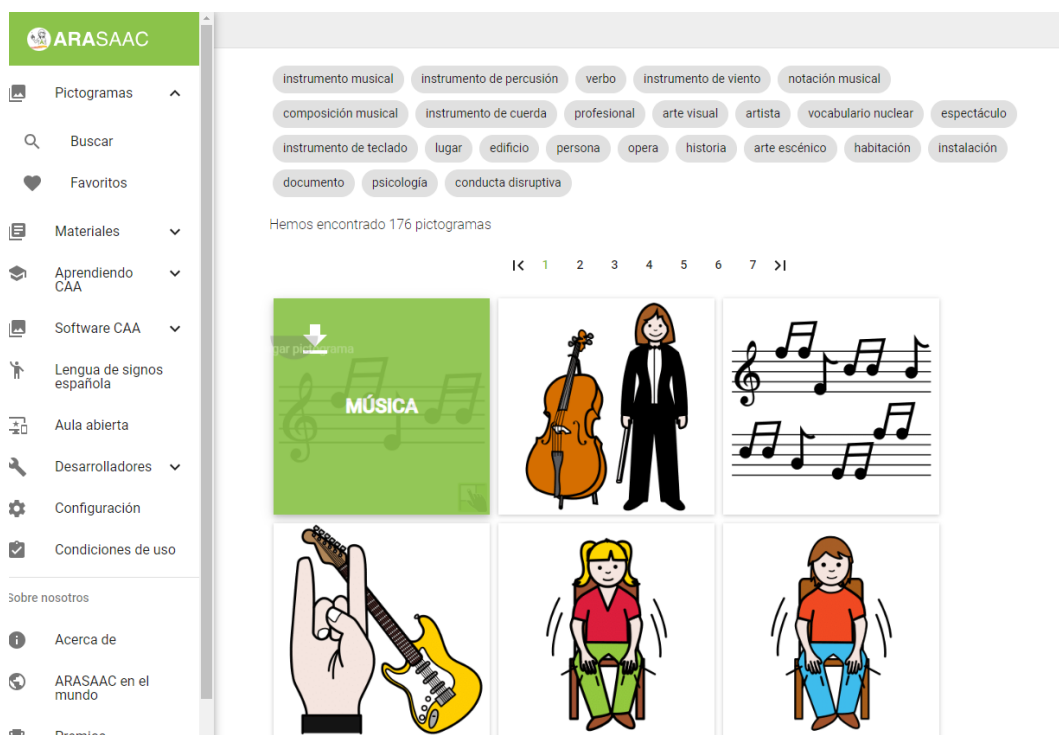 ARASAAC
Pictogramas
Buscar
Favoritos
Materiales
Aprendiendo
CAA
Software CAA
Lengua de signos
española
Aula abierta
Desarrolladores
Configuración
Condiciones de uso
Sobre nosotros
Acerca de
ARASAAC en el
mundo
instrumento musical instrumento de percusión verbo instrumento de viento notación musical
composición musical instrumento de cuerda profesional arte visual artista vocabulario nuclear espectáculo
instrumento de teclado lugar edificio persona opera historia arte escénico habitación instalación
documento psicología conducta disruptiva
Hemos encontrado 176 pictogramas
1 2 3 4 5 6 7
gar pictograma
MÚSICA